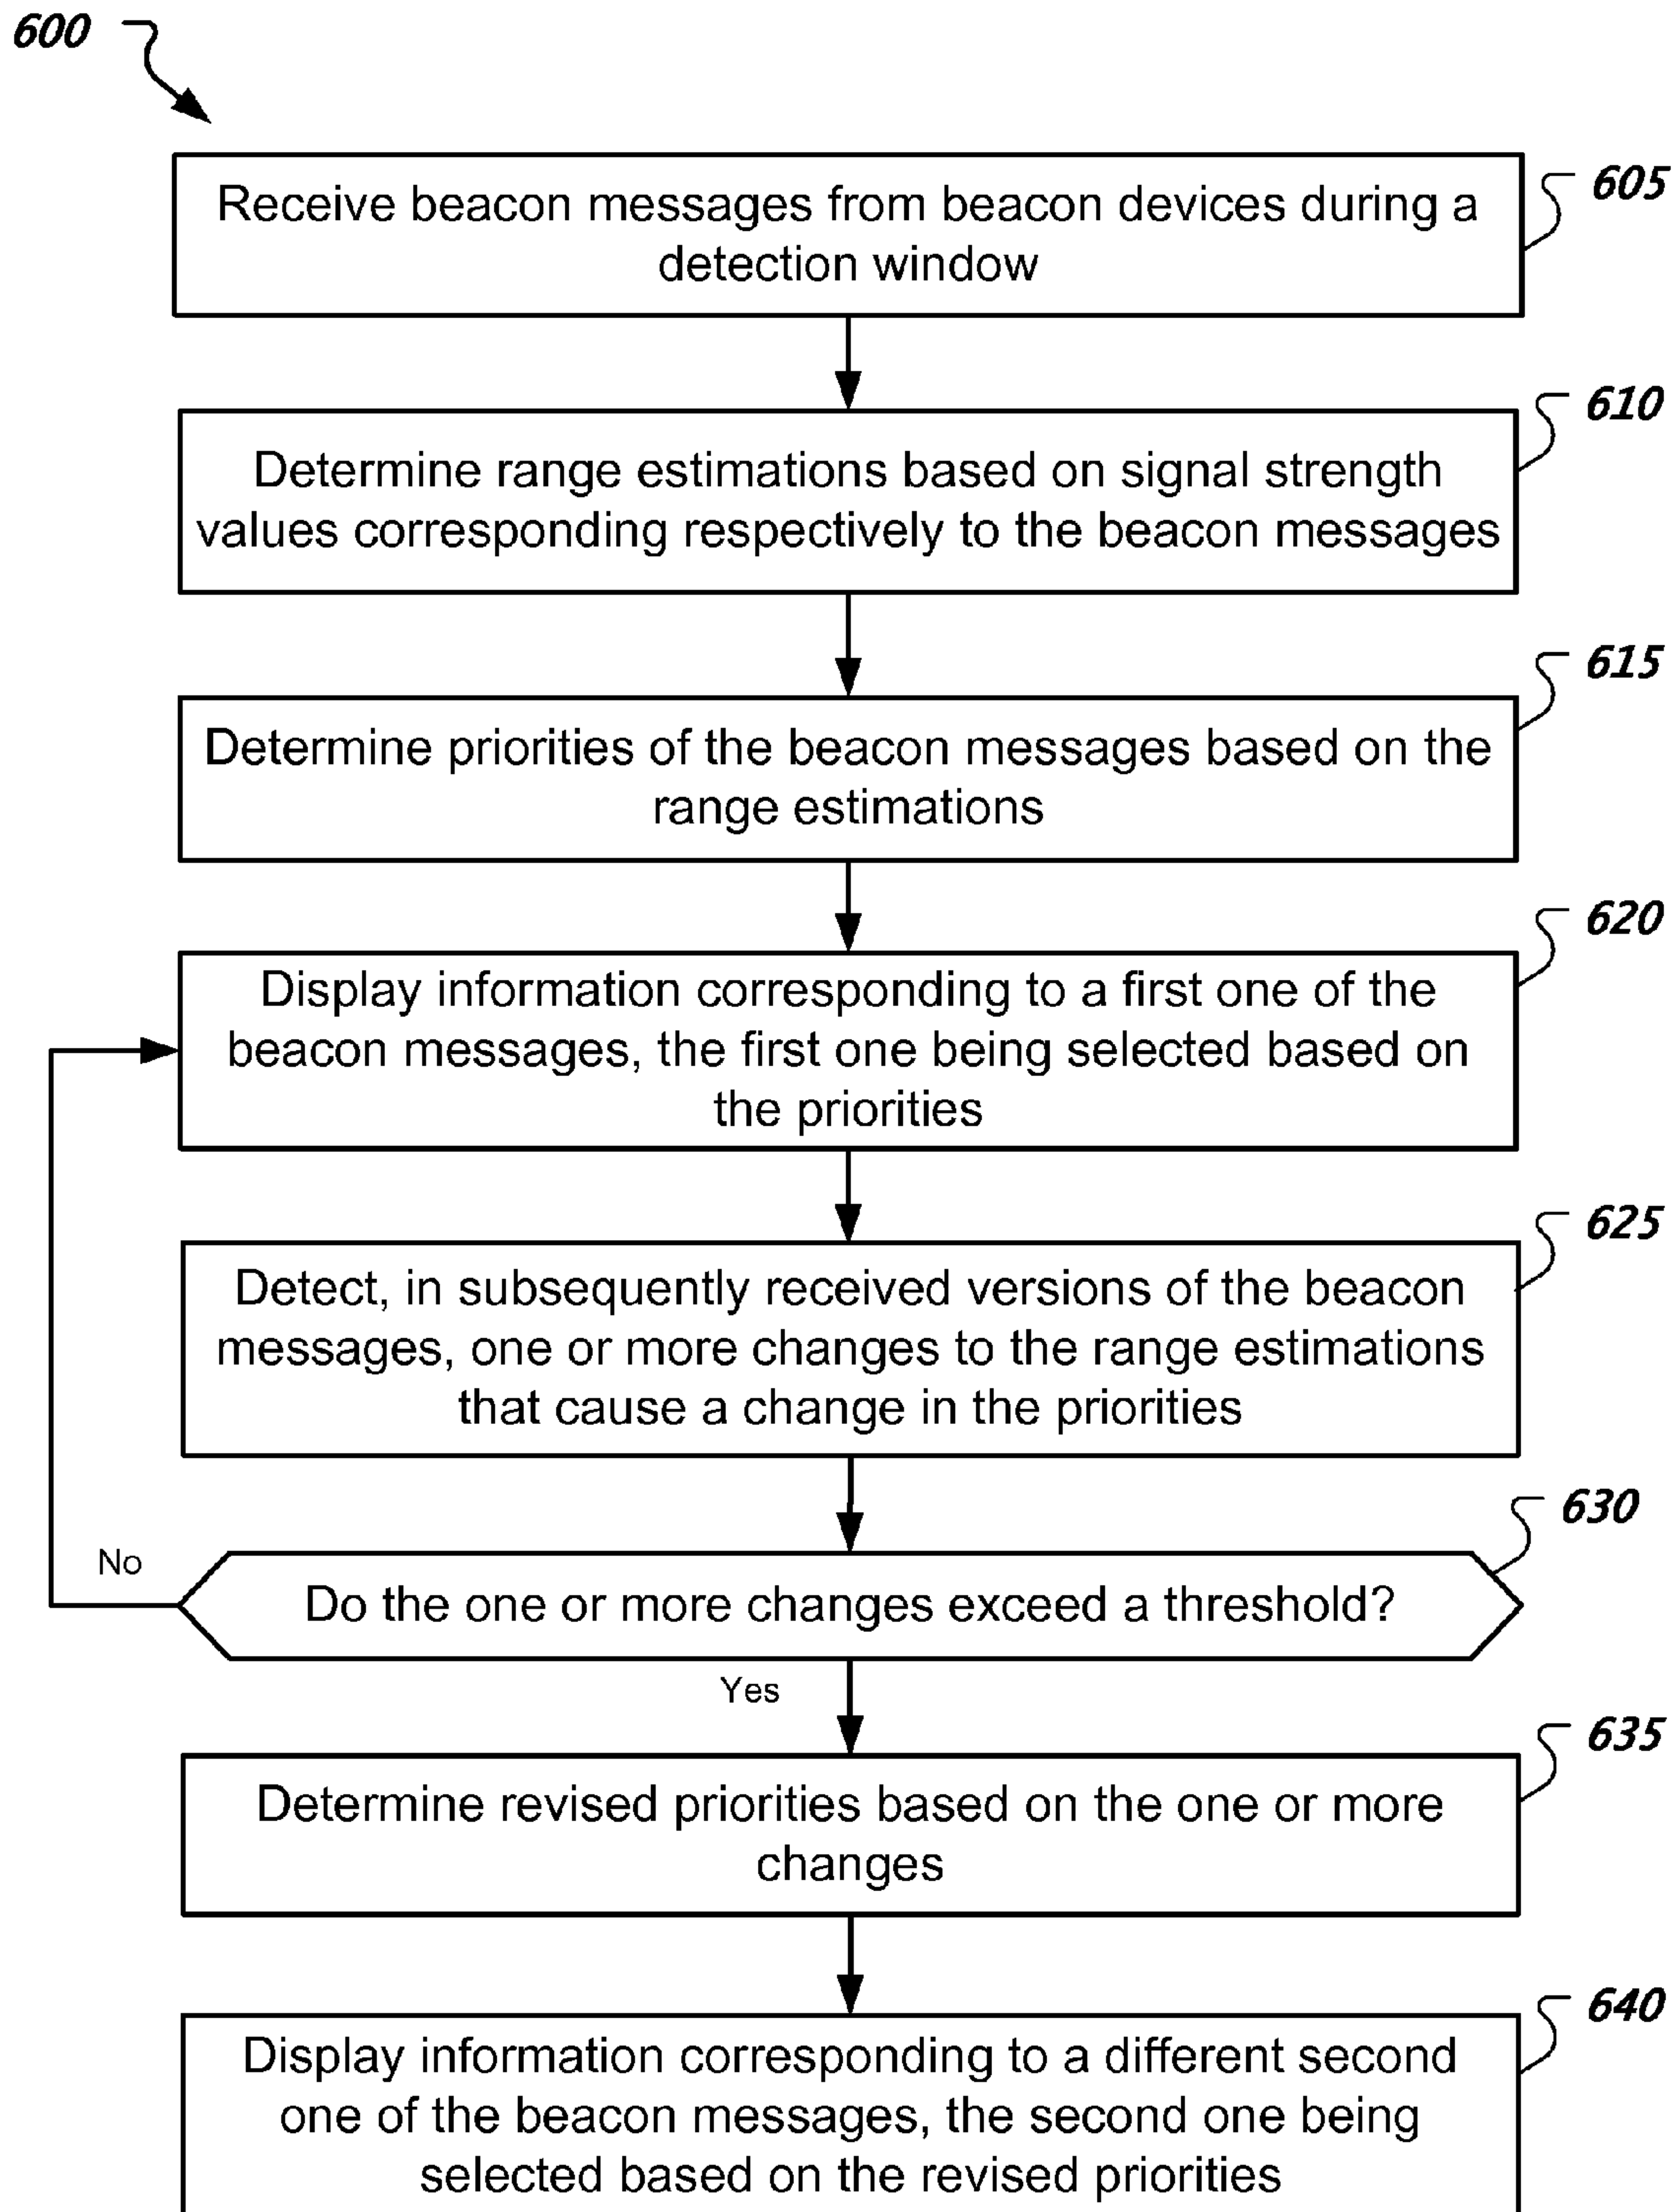 600
Receive beacon messages from beacon devices during a
detection window
605
Determine range estimations based on signal strength
values corresponding respectively to the beacon messages
610
Determine priorities of the beacon messages based on the
range estimations
615
Display information corresponding to a first one of the
beacon messages, the first one being selected based on
the priorities
620
Detect, in subsequently received versions of the beacon
messages, one or more changes to the range estimations
that cause a change in the priorities
625
Do the one or more changes exceed a threshold?
630
No
Yes
Determine revised priorities based on the one or more
changes
635
Display information corresponding to a different second
one of the beacon messages, the second one being
selected based on the revised priorities
640